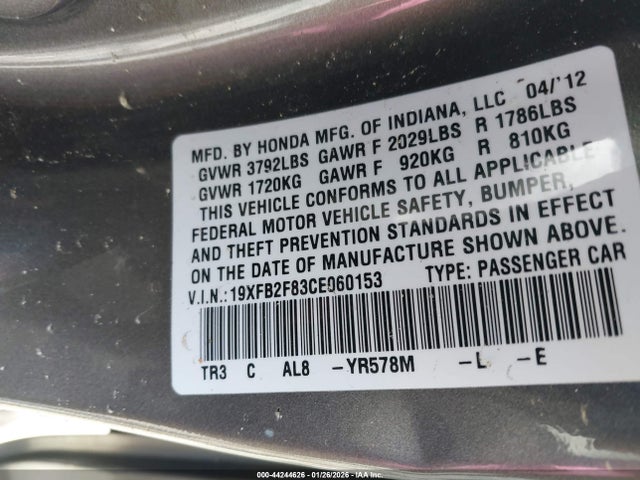 04/'12
MFD. BY HONDA MFG. OF INDIANA, LLC
GVWR 3792LBS GAWR F 2029LBS R 1786LBS
GVWR 1720KG GAWR F 920KG R 810KG
THIS VEHICLE CONFORMS TO ALL APPLICABLE
FEDERAL MOTOR VEHICLE SAFETY, BUMPER,
AND THEFT PREVENTION STANDARDS IN EFFECT
ON THE DATE OF MANUFACTURE SHOWN ABOVE.
V.I.N.:19XFB2F83CE060153 TYPE: PASSENGER CAR
TR3 C AL8 -YR578M -L -E
000-44244626 - 01/26/2026 - IAA Inc.